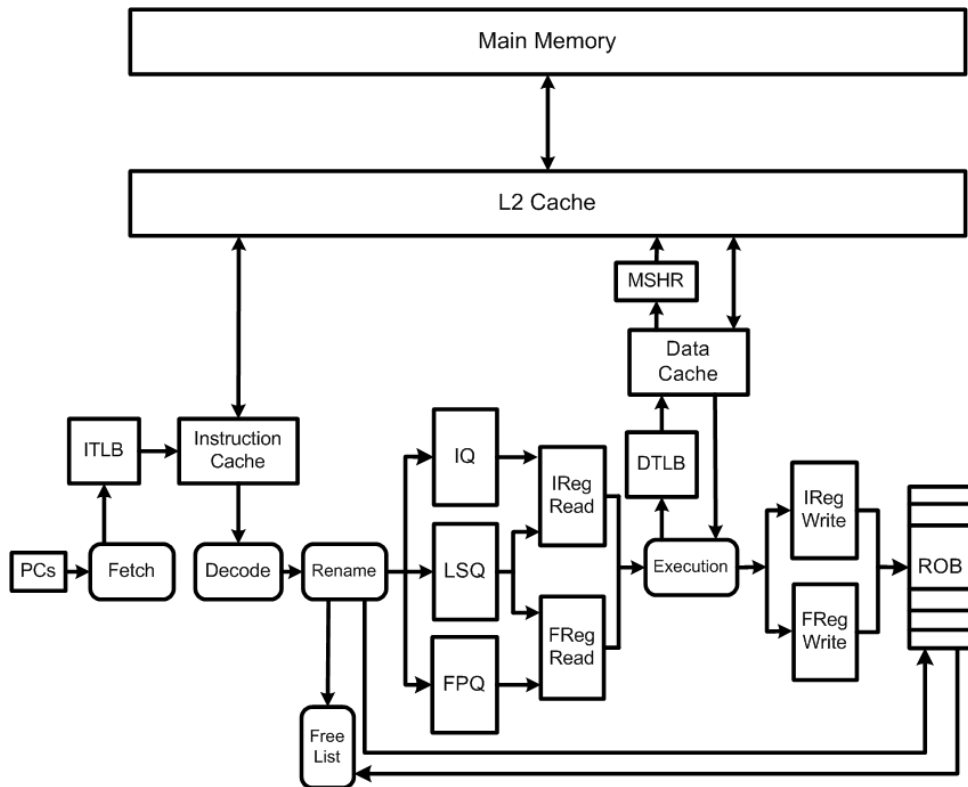 Main Memory
L2 Cache
MSHR
Data
Cache
ITLB
Instruction
Cache
IQ
IReg
Read
DTLB
IReg
Write
PCs
Fetch
Decode
Rename
LSQ
Execution
ROB
FReg
Read
FReg
Write
FPQ
Free
List